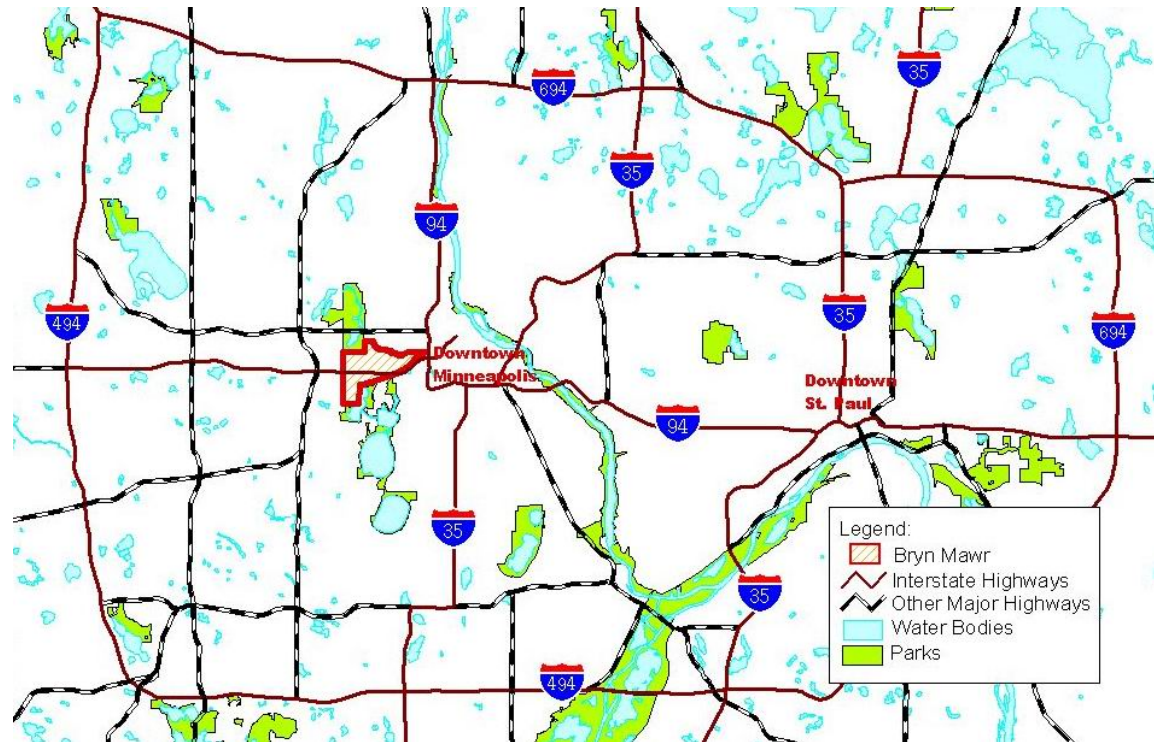 35
694
35
94
494
35
694
Downtown
Minneapolis
Downtown
St. Paul
94
35
35
494
Legend:
Bryn Mawr
Interstate Highways
Other Major Highways
Water Bodies
Parks